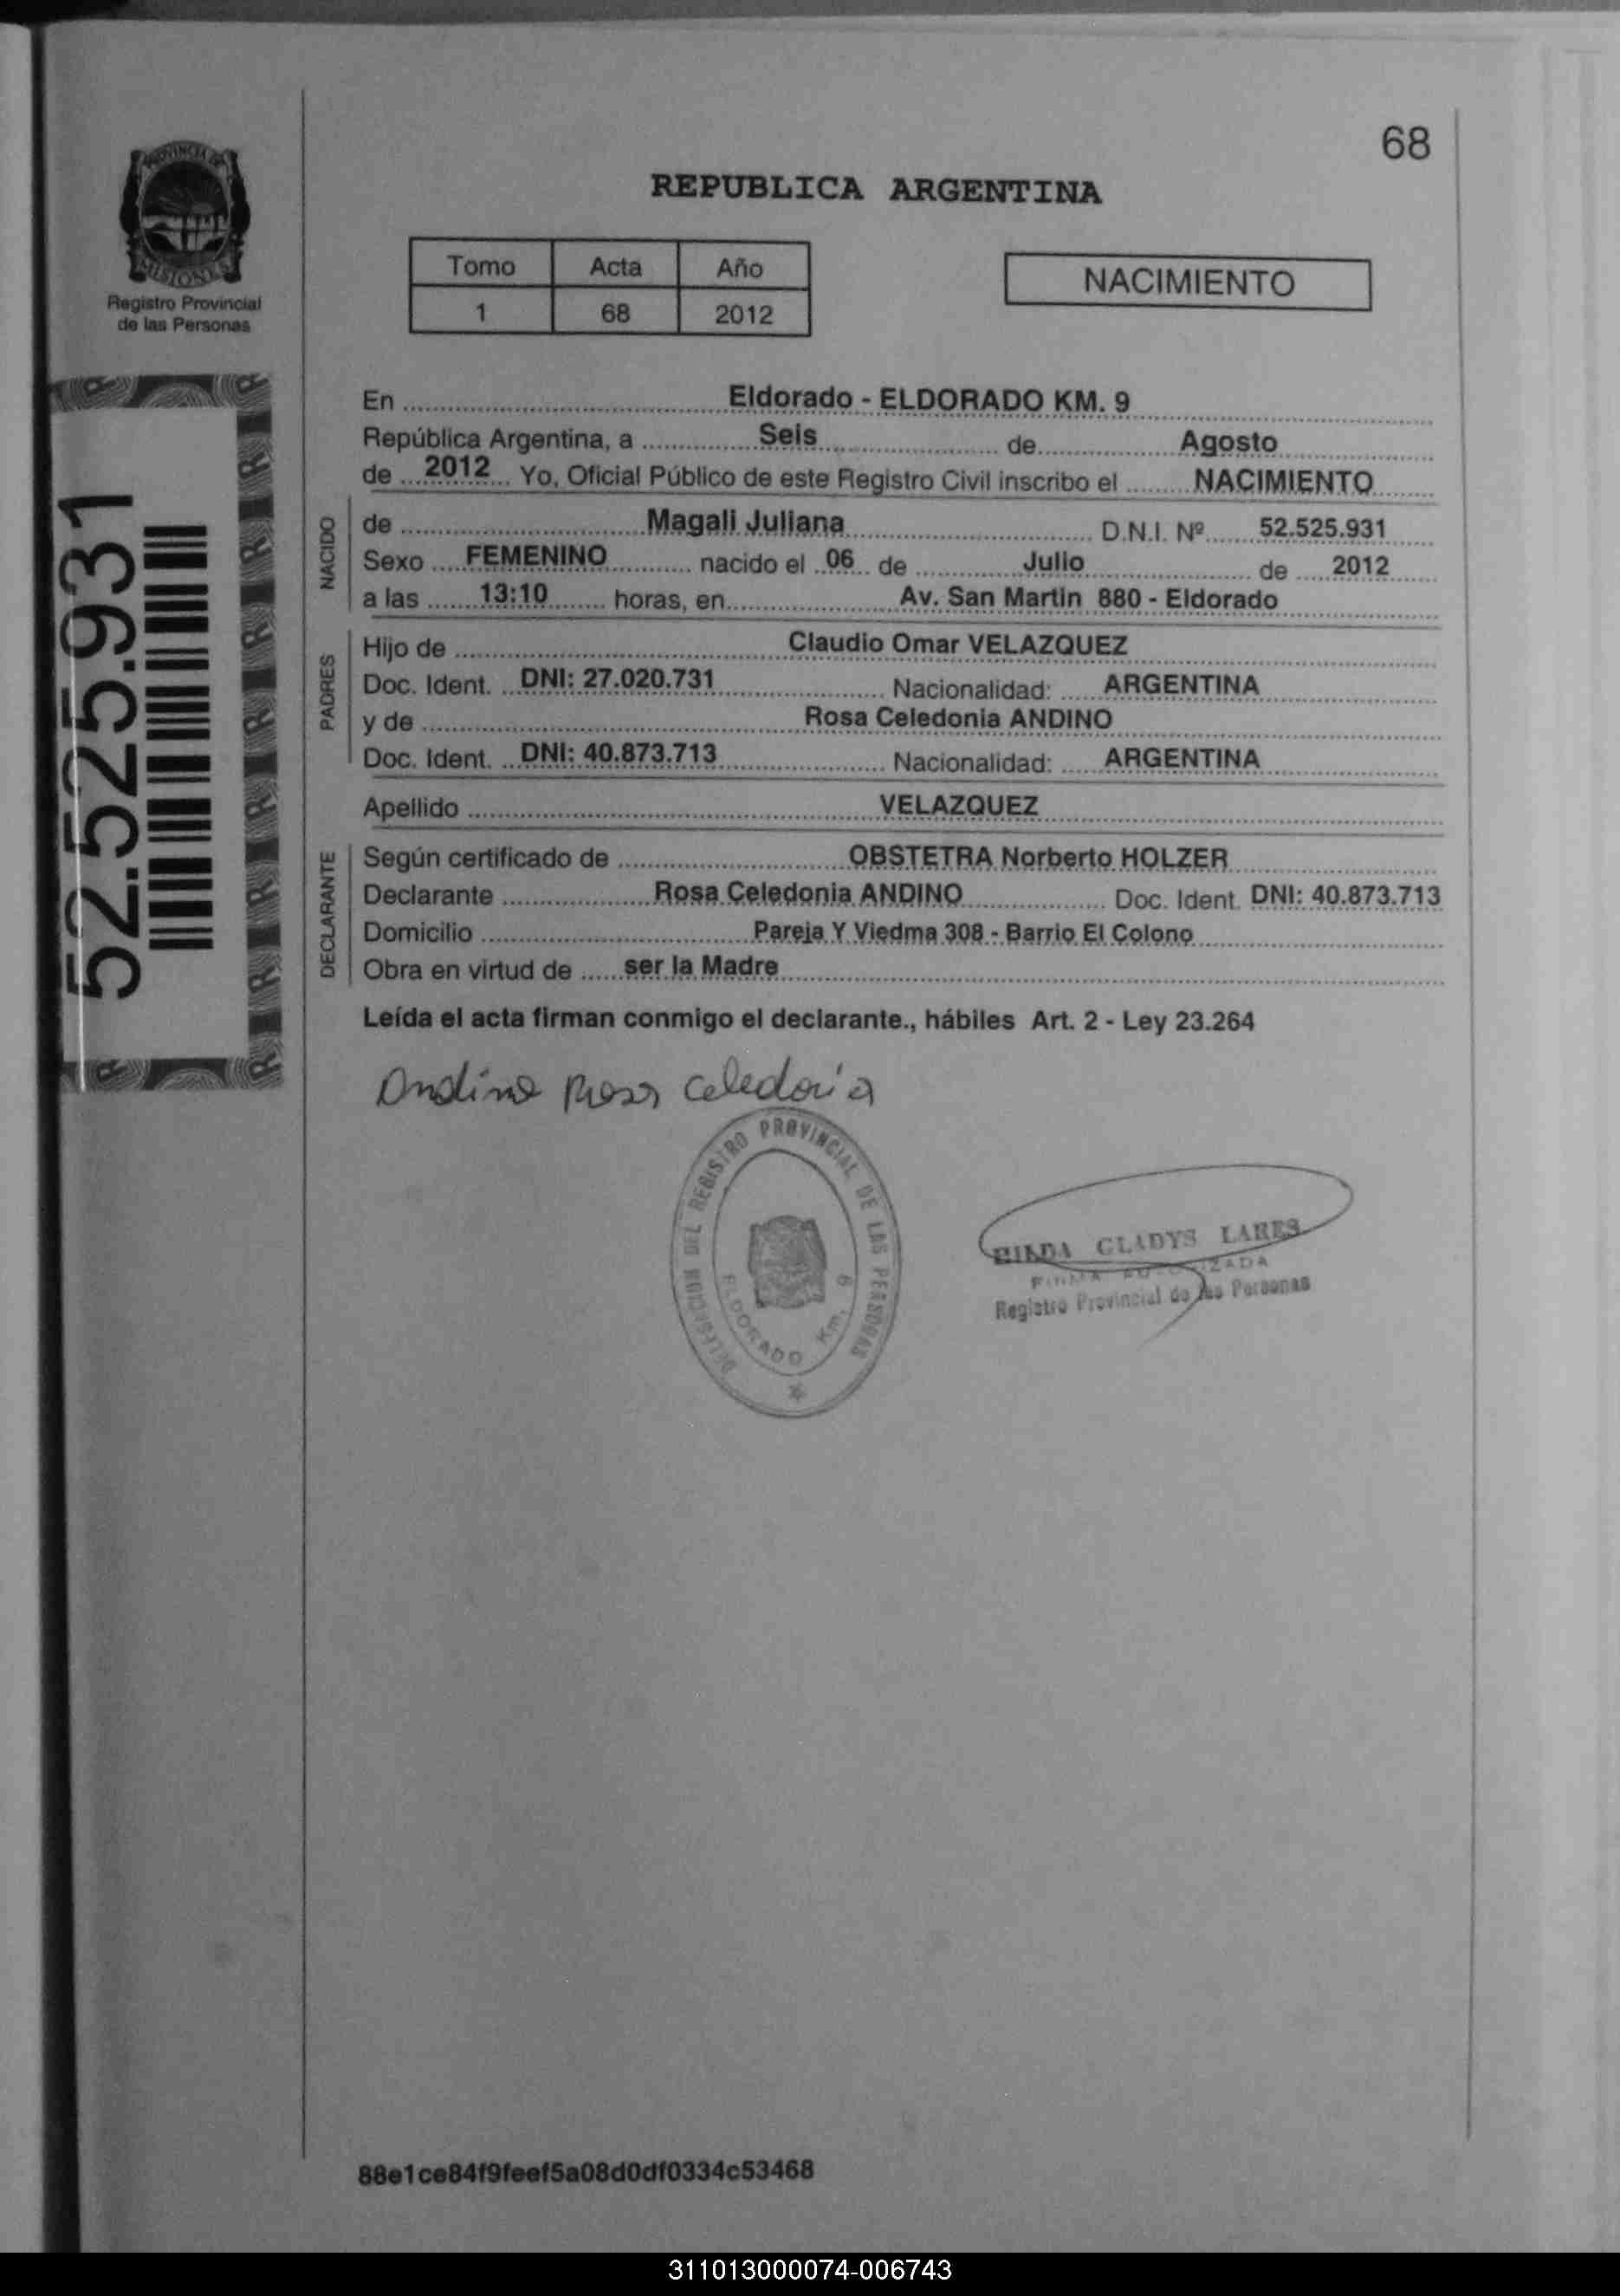 68
PROVINCIA DE
MISIONES
Registro Provincial
de las Personas
REPUBLICA ARGENTINA
Tomo Acta Año
1 68 2012
NACIMIENTO
52.525.931
En Eldorado - ELDORADO KM. 9
República Argentina, a Seis de Agosto
de 2012 Yo, Oficial Público de este Registro Civil inscribo el NACIMIENTO
NACIDO
de Magali Juliana D.N.I. Nº 52.525.931
Sexo FEMENINO nacido el 06 de Julio de 2012
a las 13:10 horas, en Av. San Martin 880 - Eldorado
PADRES
Hijo de Claudio Omar VELAZQUEZ
Doc. Ident. DNI: 27.020.731 Nacionalidad: ARGENTINA
y de Rosa Celedonia ANDINO
Doc. Ident. DNI: 40.873.713 Nacionalidad: ARGENTINA
Apellido VELAZQUEZ
DECLARANTE
Según certificado de OBSTETRA Norberto HOLZER
Declarante Rosa Celedonia ANDINO Doc. Ident. DNI: 40.873.713
Domicilio Pareja Y Viedma 308 - Barrio El Colono
Obra en virtud de ser la Madre
Leída el acta firman conmigo el declarante., hábiles Art. 2 - Ley 23.264
Andino Rosa Celedonia
DELEGACION DEL REGISTRO PROVINCIAL DE LAS PERSONAS
ELDORADO Km. 9
HILDA GLADYS LARES
FIRMA AUTORIZADA
Registro Provincial de las Personas
88e1ce84f9feef5a08d0df0334c53468
311013000074-006743